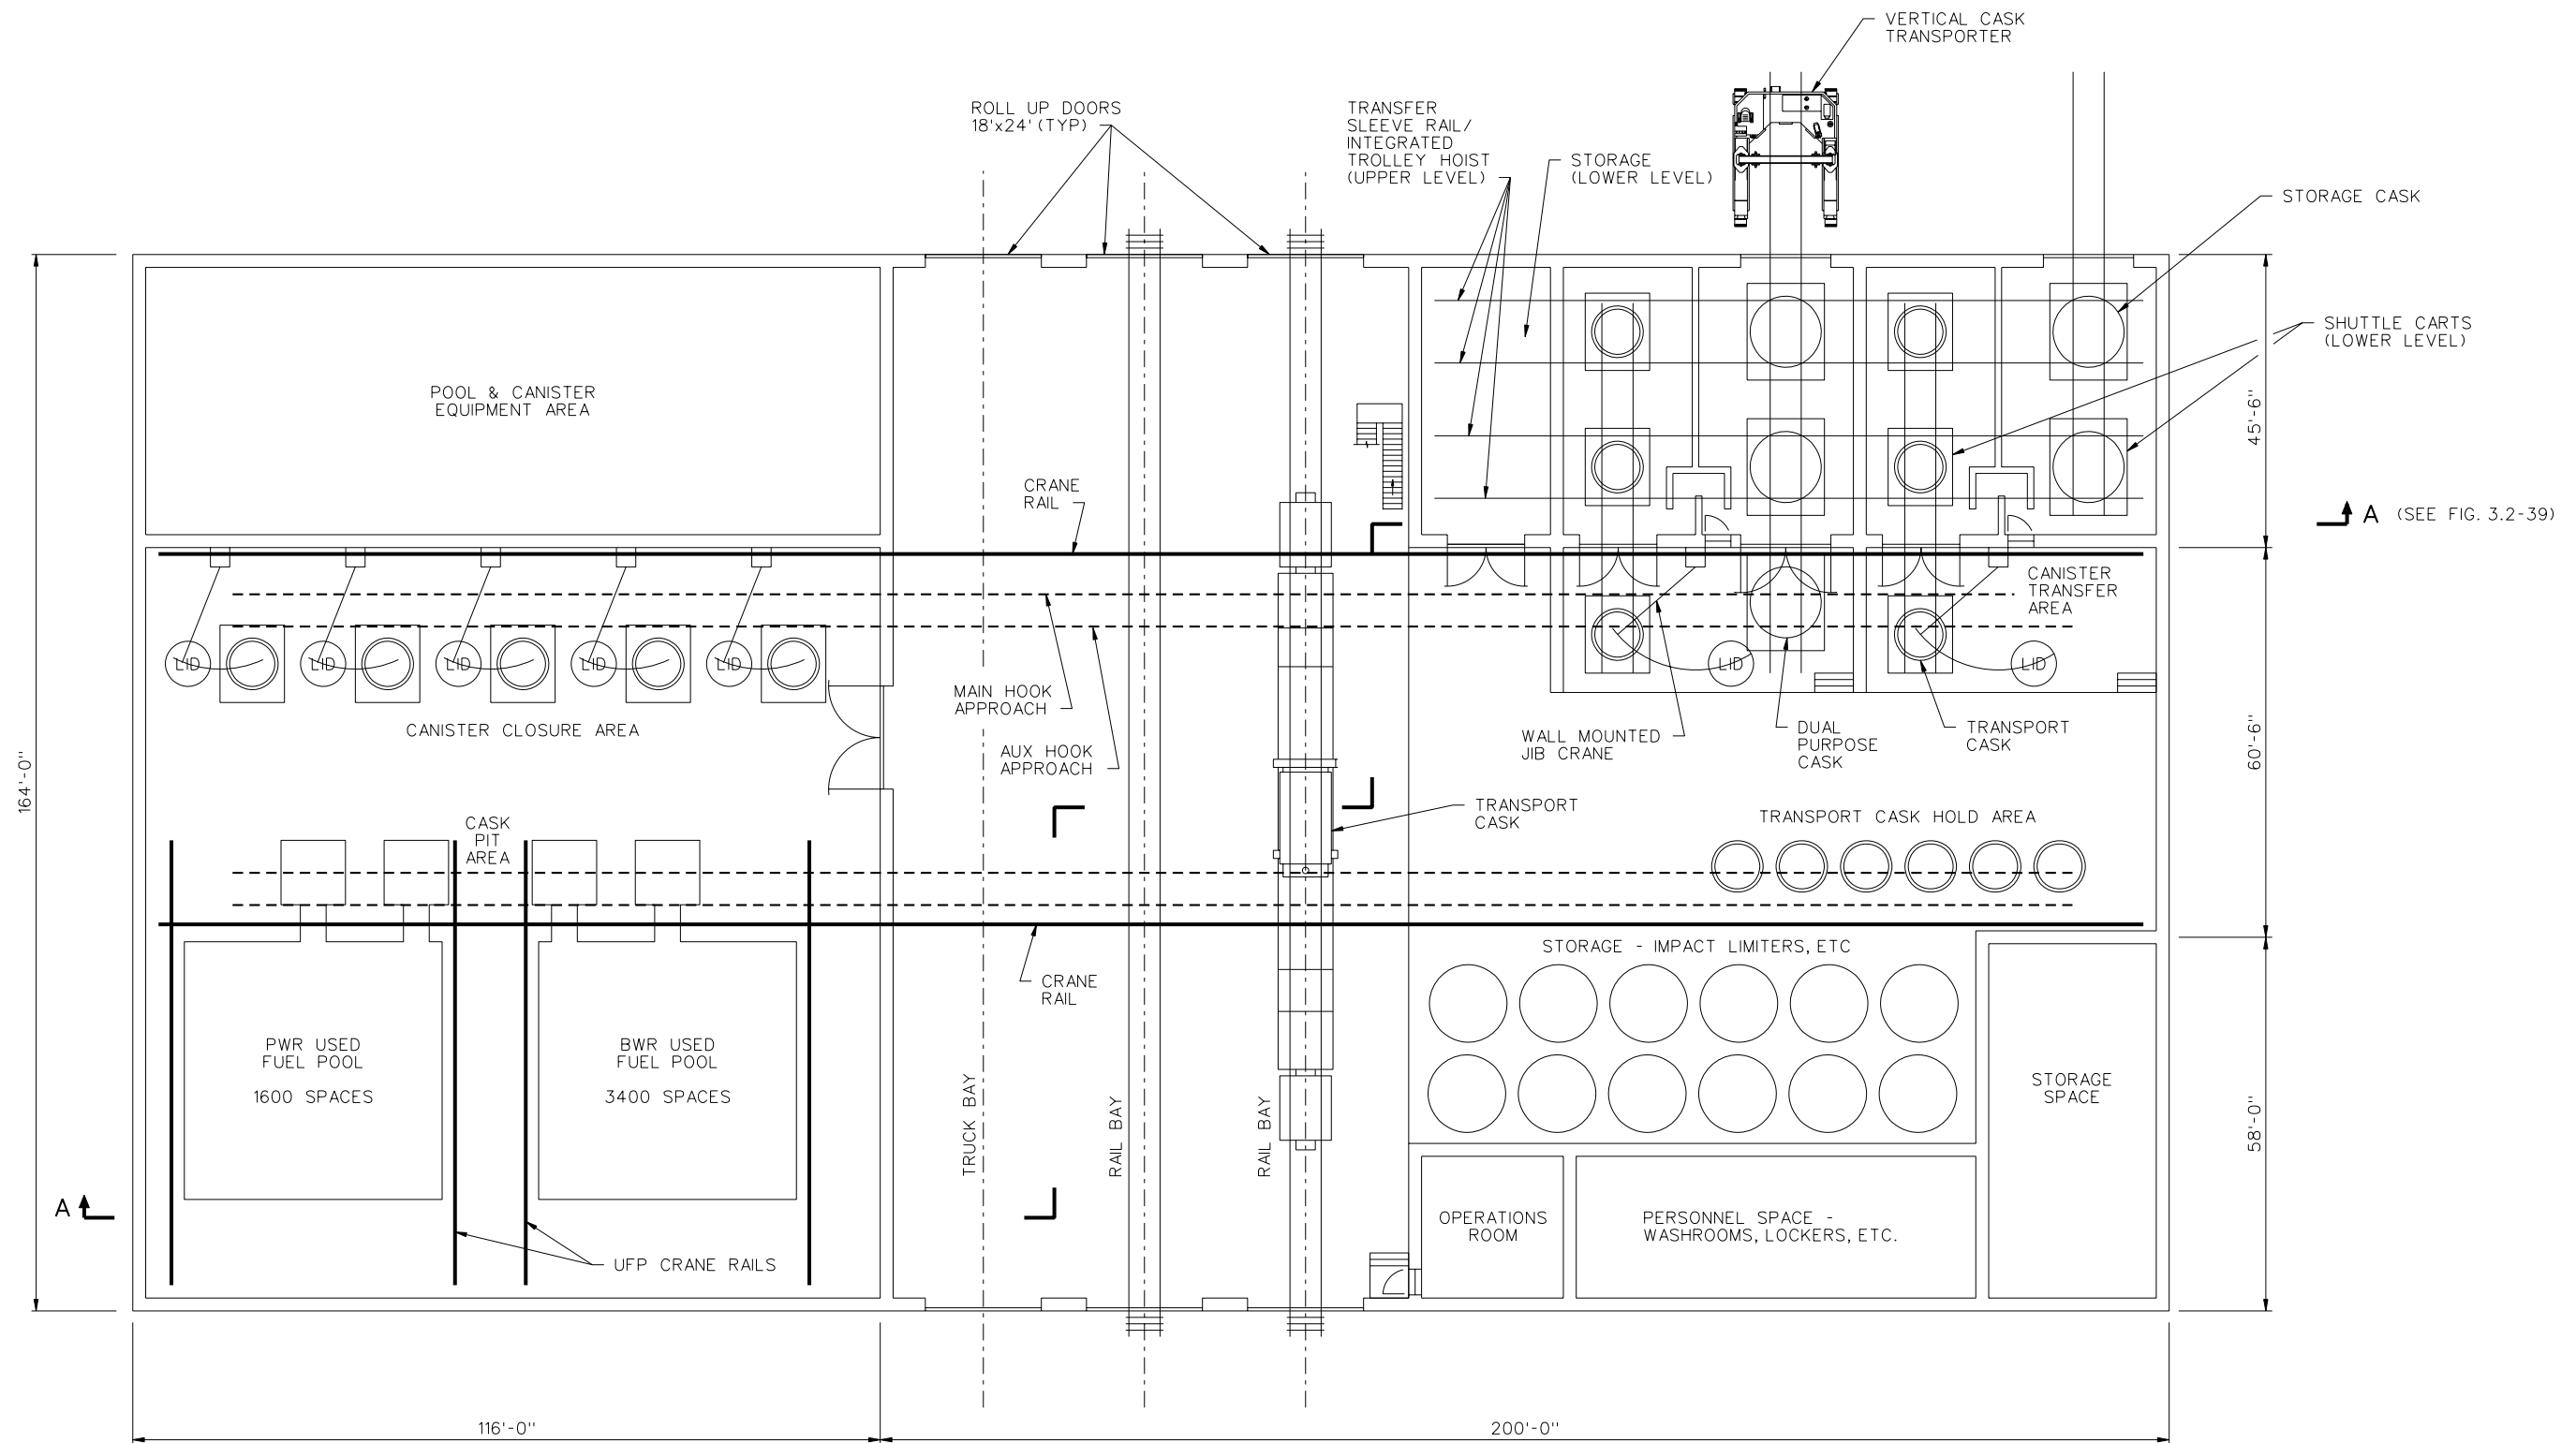 VERTICAL CASK
TRANSPORTER
ROLL UP DOORS
18'x24' (TYP)
TRANSFER
SLEEVE RAIL/
INTEGRATED
TROLLEY HOIST
(UPPER LEVEL)
STORAGE
(LOWER LEVEL)
STORAGE CASK
SHUTTLE CARTS
(LOWER LEVEL)
POOL & CANISTER
EQUIPMENT AREA
45'-6"
CRANE
RAIL
A (SEE FIG. 3.2-39)
CANISTER
TRANSFER
AREA
LID
LID
LID
LID
LID
LID
LID
MAIN HOOK
APPROACH
CANISTER CLOSURE AREA
AUX HOOK
APPROACH
WALL MOUNTED
JIB CRANE
DUAL
PURPOSE
CASK
TRANSPORT
CASK
60'-6"
164'-0"
CASK
PIT
AREA
TRANSPORT
CASK
TRANSPORT CASK HOLD AREA
STORAGE - IMPACT LIMITERS, ETC
CRANE
RAIL
PWR USED
FUEL POOL
1600 SPACES
BWR USED
FUEL POOL
3400 SPACES
TRUCK BAY
RAIL BAY
RAIL BAY
STORAGE
SPACE
58'-0"
A
OPERATIONS
ROOM
PERSONNEL SPACE -
WASHROOMS, LOCKERS, ETC.
UFP CRANE RAILS
116'-0"
200'-0"